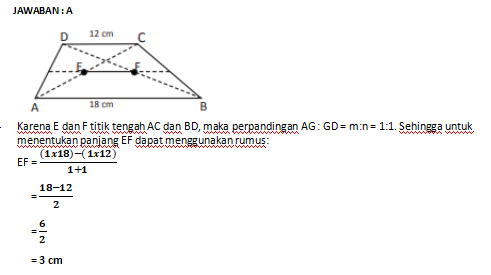 JAWABAN : A
D 12 cm C
E F
A 18 cm B
Karena E dan F titik tengah AC dan BD, maka perpandingan AG : GD = m:n = 1:1. Sehingga untuk
menentukan panjang EF dapat menggunakan rumus:
EF = (1x18)−( 1x12) / 1+1
= 18−12 / 2
= 6 / 2
= 3 cm